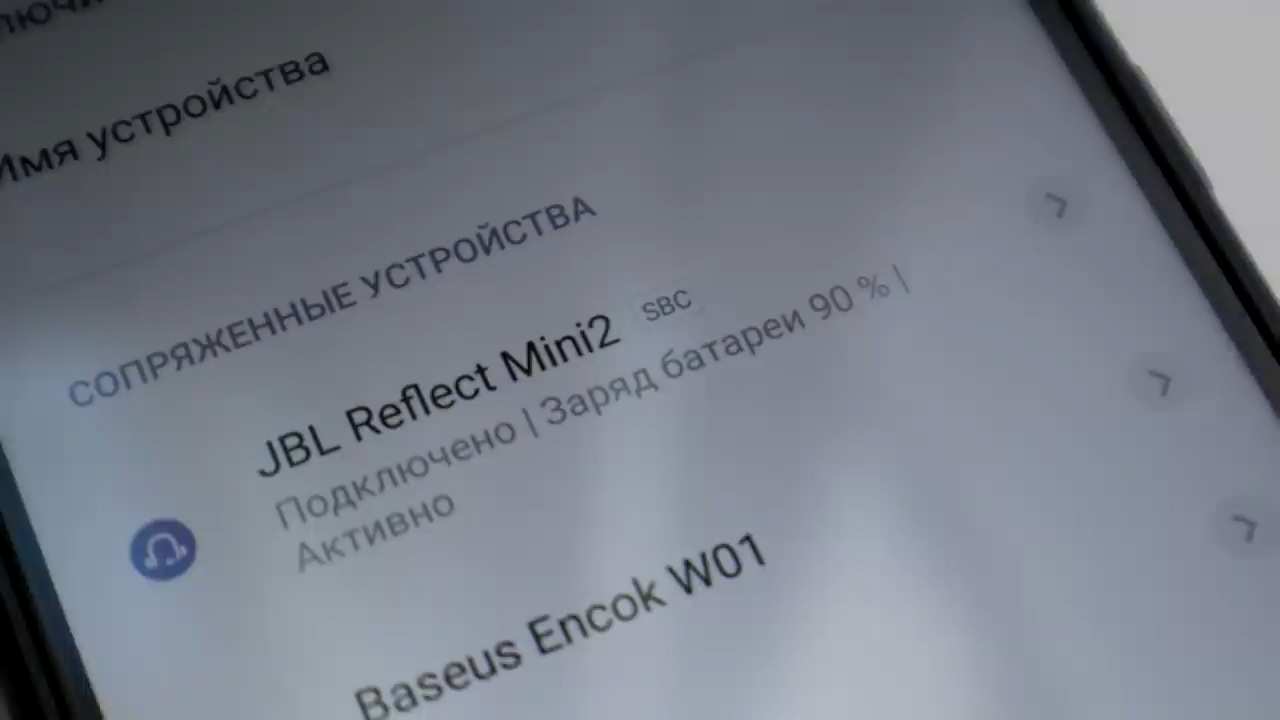 Имя устройства
СОПРЯЖЕННЫЕ УСТРОЙСТВА
JBL Reflect Mini2 SBC
Подключено | Заряд батареи 90 % |
Активно
Baseus Encok W01